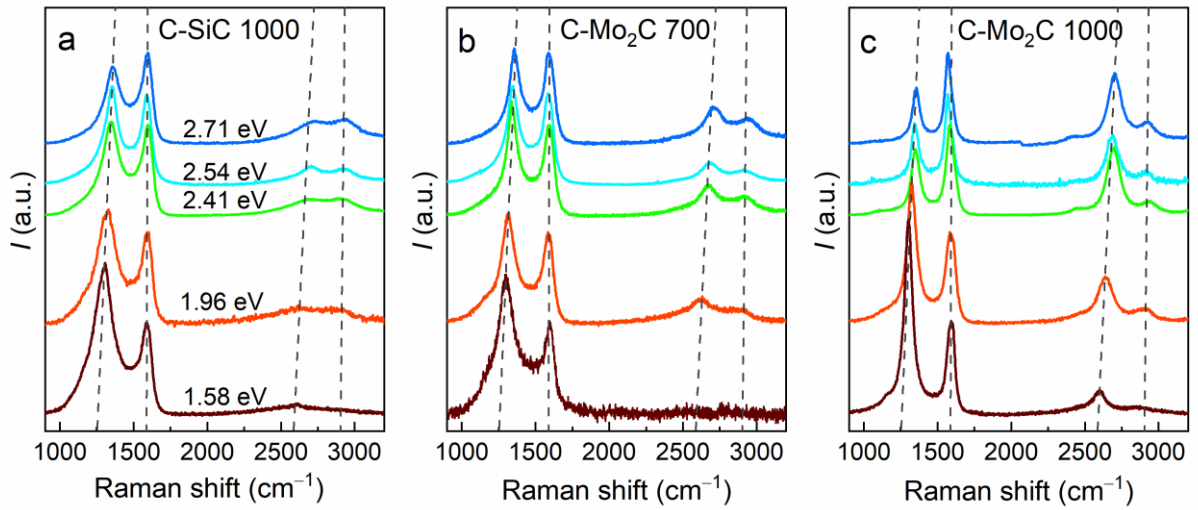 a C-SiC 1000
b C-Mo₂C 700
c C-Mo₂C 1000
2.71 eV
2.54 eV
2.41 eV
1.96 eV
1.58 eV
I (a.u.)
I (a.u.)
I (a.u.)
1000 1500 2000 2500 3000
1000 1500 2000 2500 3000
1000 1500 2000 2500 3000
Raman shift (cm⁻¹)
Raman shift (cm⁻¹)
Raman shift (cm⁻¹)